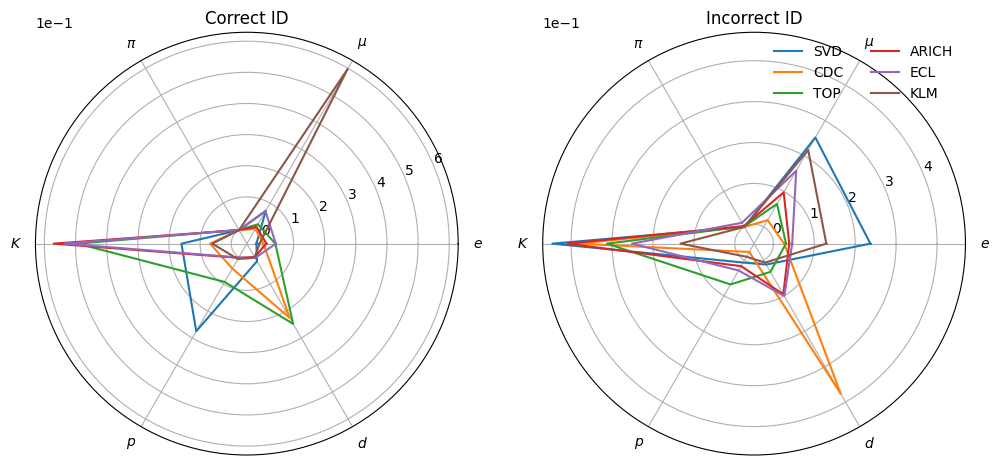 Correct ID
1e−1
e
μ
π
K
p
d
0
1
2
3
4
5
6
Incorrect ID
1e−1
e
μ
π
K
p
d
0
1
2
3
4
SVD
CDC
TOP
ARICH
ECL
KLM